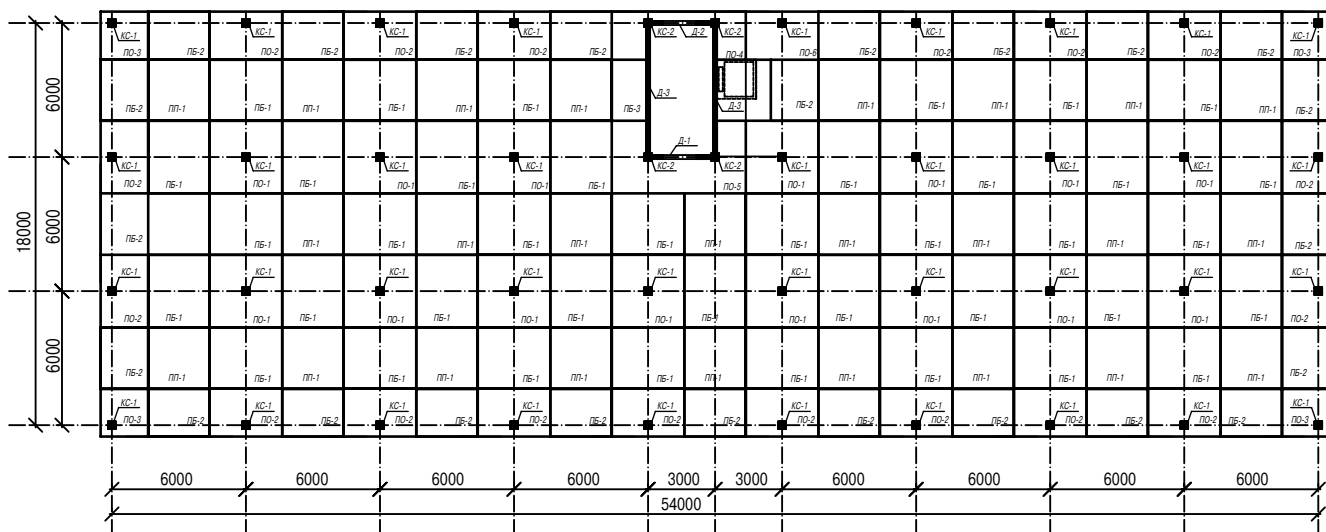 КС-1 КС-1 КС-1 КС-1 КС-2 Д-2 КС-2 КС-1 КС-1 КС-1 КС-1 КС-1
ПО-3 ПБ-2 ПО-2 ПБ-2 ПО-2 ПБ-2 ПО-2 ПБ-2 ПО-4 ПО-6 ПБ-2 ПО-2 ПБ-2 ПО-2 ПБ-2 ПО-2 ПБ-2 ПО-3
6000
ПБ-2 ПП-1 ПБ-1 ПП-1 ПБ-1 ПП-1 ПБ-1 ПП-1 ПБ-3 Д-3 Д-3 ПБ-2 ПП-1 ПБ-1 ПП-1 ПБ-1 ПП-1 ПБ-1 ПП-1 ПБ-2
Д-1
КС-1 КС-1 КС-1 КС-1 КС-2 КС-2 КС-1 КС-1 КС-1 КС-1 КС-1
ПО-2 ПБ-1 ПО-1 ПБ-1 ПО-1 ПБ-1 ПО-1 ПБ-1 ПО-5 ПО-1 ПБ-1 ПО-1 ПБ-1 ПО-1 ПБ-1 ПО-1 ПБ-1 ПО-2
18000
6000
ПБ-2 ПБ-1 ПП-1 ПБ-1 ПП-1 ПБ-1 ПП-1 ПБ-1 ПП-1 ПБ-1 ПП-1 ПБ-1 ПП-1 ПБ-1 ПП-1 ПБ-1 ПП-1 ПБ-2
КС-1 КС-1 КС-1 КС-1 КС-1 КС-1 КС-1 КС-1 КС-1 КС-1
ПО-2 ПБ-1 ПО-1 ПБ-1 ПО-1 ПБ-1 ПО-1 ПБ-1 ПО-1 ПБ-1 ПО-1 ПБ-1 ПО-1 ПБ-1 ПО-1 ПБ-1 ПО-1 ПБ-1 ПО-2
6000
ПБ-2 ПП-1 ПБ-1 ПП-1 ПБ-1 ПП-1 ПБ-1 ПП-1 ПБ-1 ПП-1 ПБ-1 ПП-1 ПБ-1 ПП-1 ПБ-1 ПП-1 ПБ-1 ПП-1 ПБ-2
КС-1 КС-1 КС-1 КС-1 КС-1 КС-1 КС-1 КС-1 КС-1 КС-1
ПО-3 ПБ-2 ПО-2 ПБ-2 ПО-2 ПБ-2 ПО-2 ПБ-2 ПО-2 ПБ-2 ПО-2 ПБ-2 ПО-2 ПБ-2 ПО-2 ПБ-2 ПО-2 ПБ-2 ПО-3
6000 6000 6000 6000 3000 3000 6000 6000 6000 6000
54000